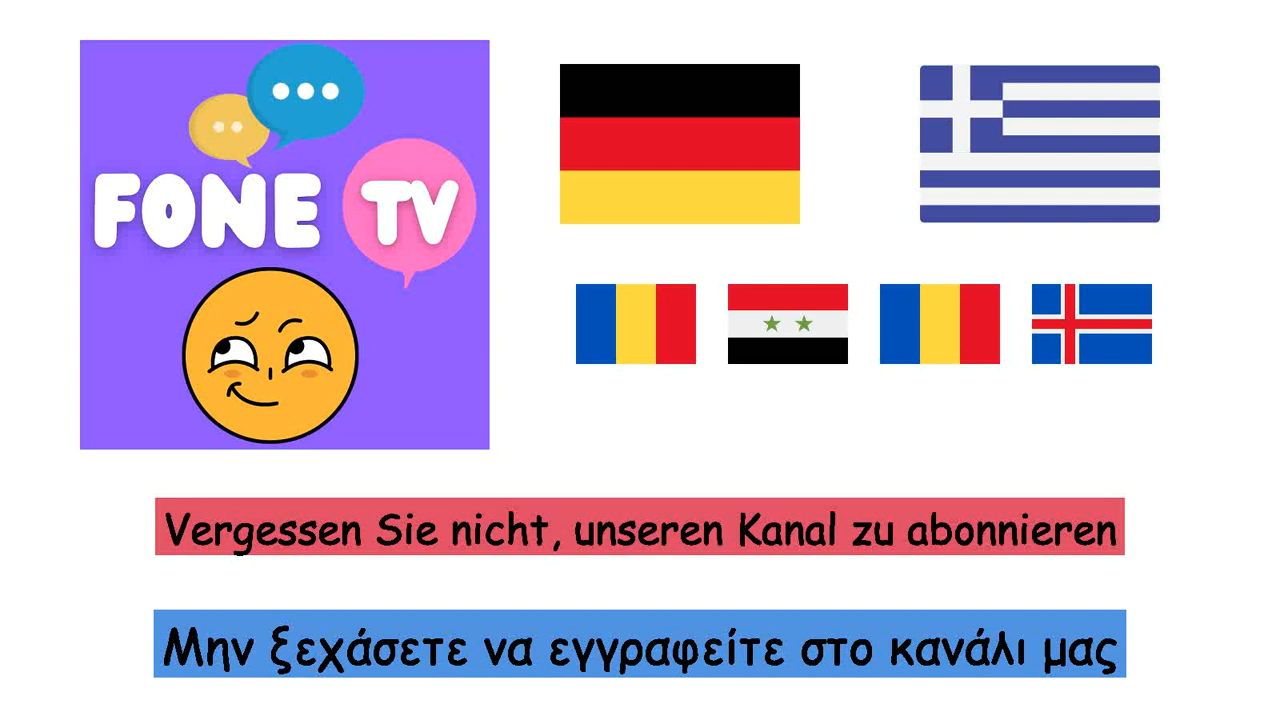 FONE TV
Vergessen Sie nicht, unseren Kanal zu abonnieren
Μην ξεχάσετε να εγγραφείτε στο κανάλι μας